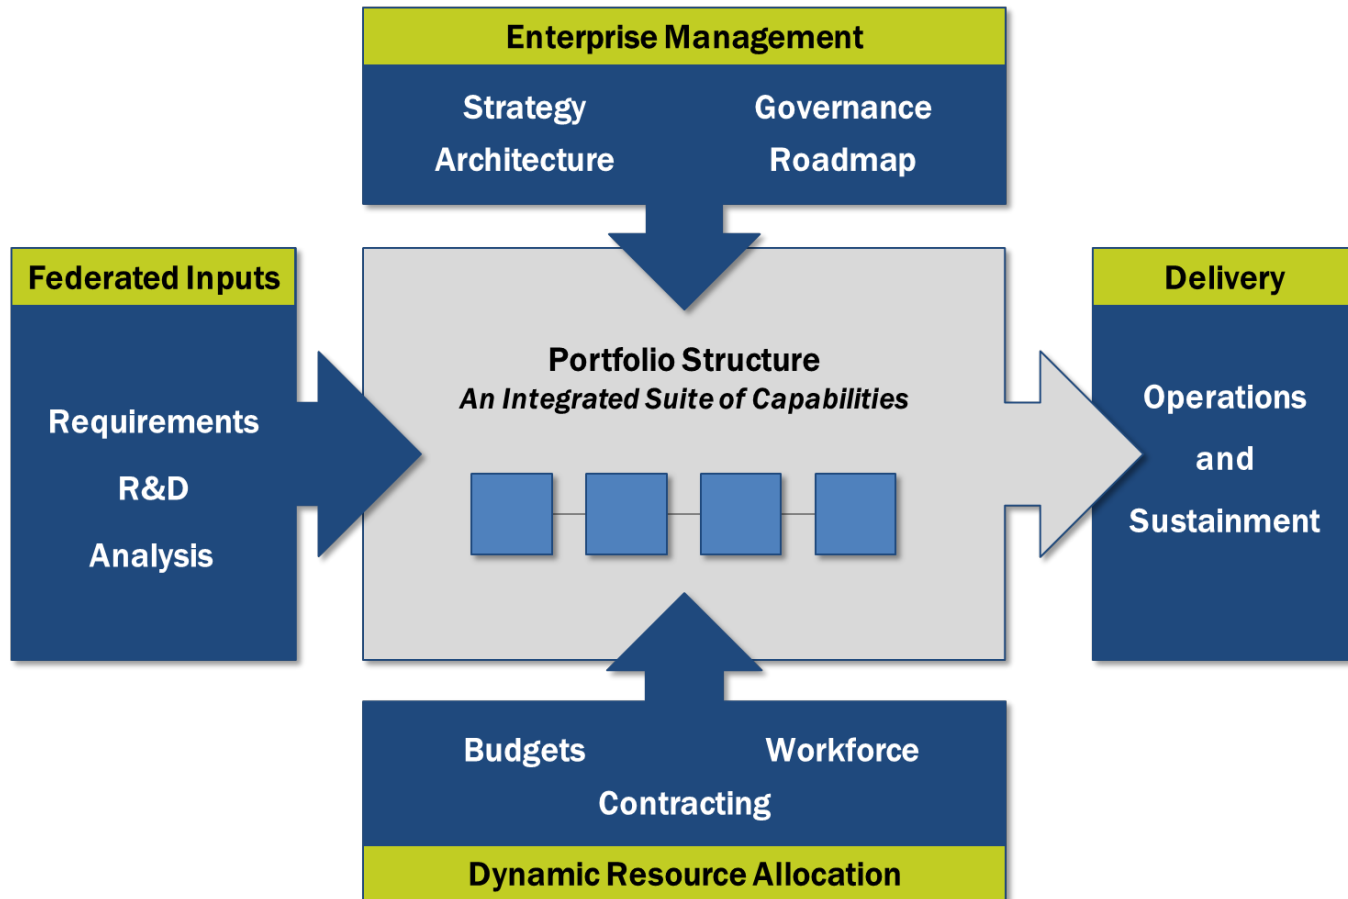 Enterprise Management
Strategy
Governance
Architecture
Roadmap
Federated Inputs
Requirements
R&D
Analysis
Portfolio Structure
An Integrated Suite of Capabilities
Delivery
Operations
and
Sustainment
Budgets
Workforce
Contracting
Dynamic Resource Allocation